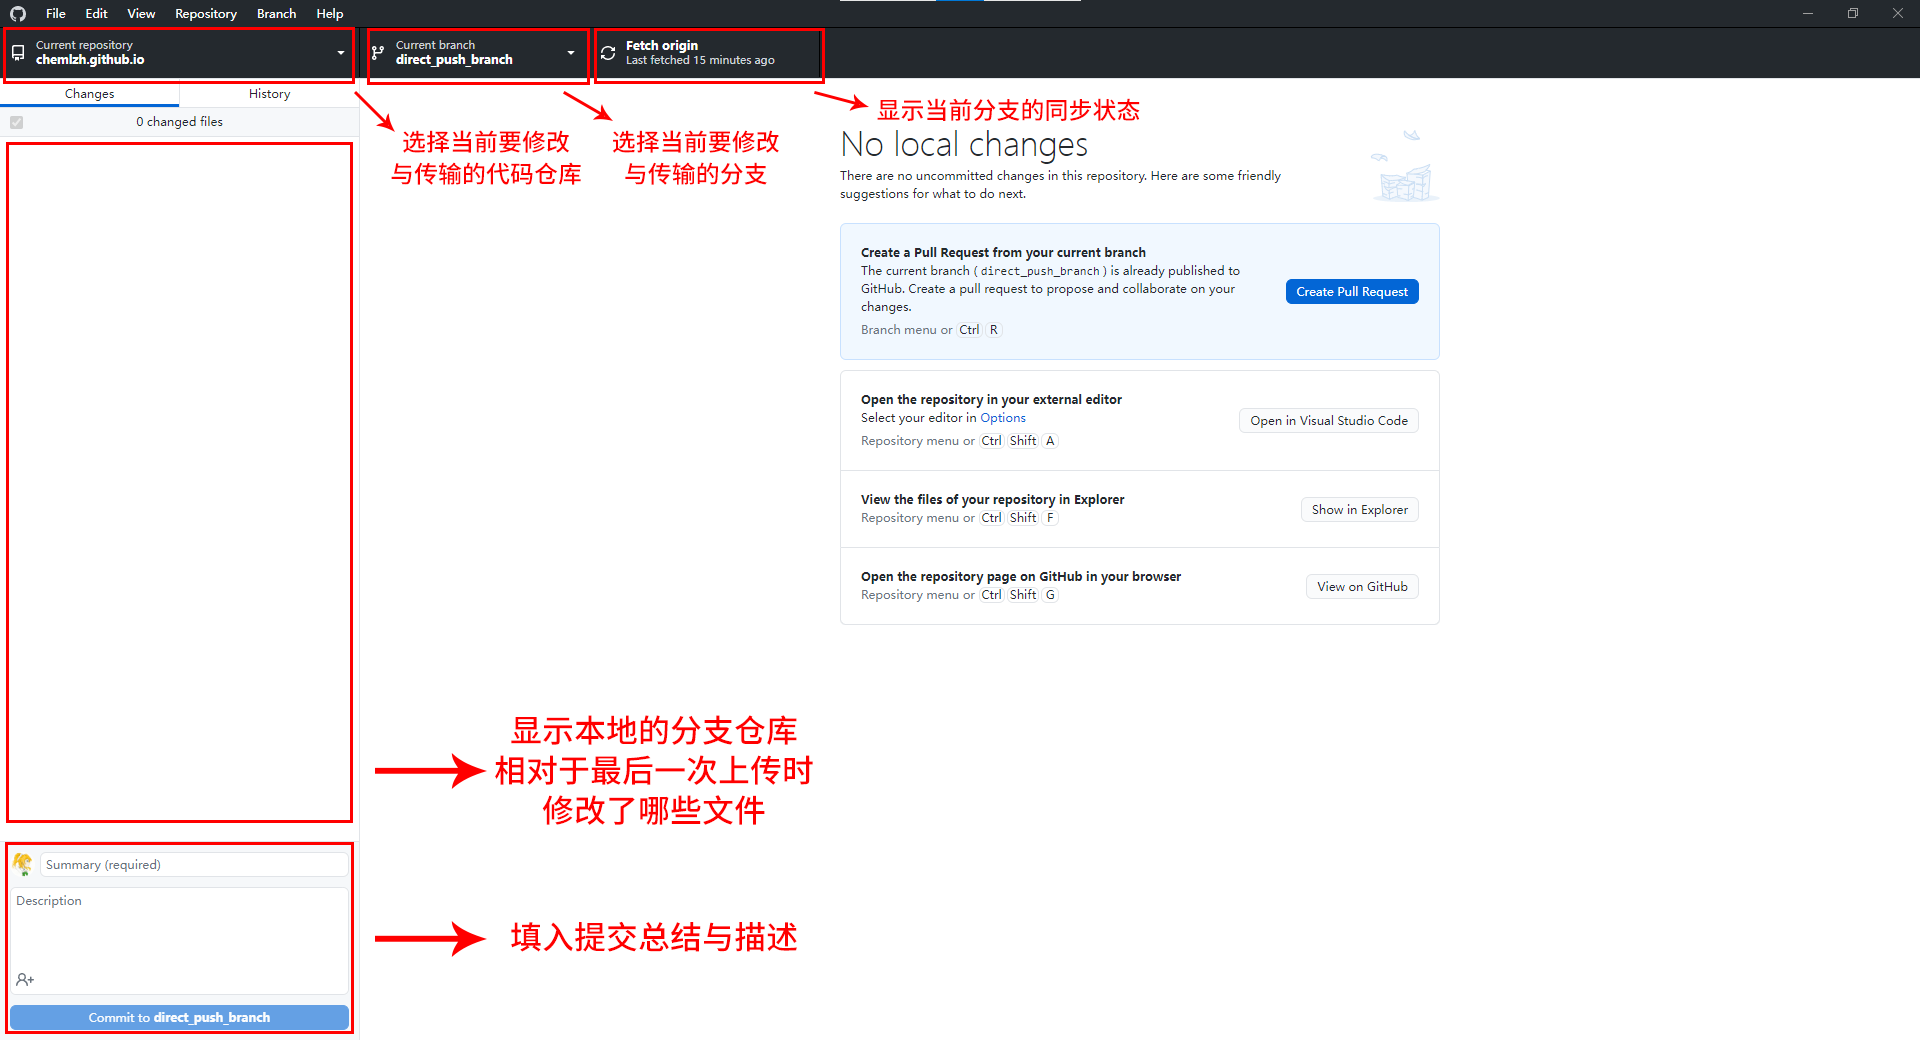 File Edit View Repository Branch Help
Current repository
chemlzh.github.io
Current branch
direct_push_branch
Fetch origin
Last fetched 15 minutes ago
Changes
History
0 changed files
选择当前要修改
与传输的代码仓库
选择当前要修改
与传输的分支
显示当前分支的同步状态
No local changes
There are no uncommitted changes in this repository. Here are some friendly
suggestions for what to do next.
Create a Pull Request from your current branch
The current branch ( direct_push_branch ) is already published to
GitHub. Create a pull request to propose and collaborate on your
changes.
Branch menu or Ctrl R
Create Pull Request
Open the repository in your external editor
Select your editor in Options
Repository menu or Ctrl Shift A
Open in Visual Studio Code
View the files of your repository in Explorer
Repository menu or Ctrl Shift F
Show in Explorer
Open the repository page on GitHub in your browser
Repository menu or Ctrl Shift G
View on GitHub
显示本地的分支仓库
相对于最后一次上传时
修改了哪些文件
Summary (required)
Description
填入提交总结与描述
Commit to direct_push_branch